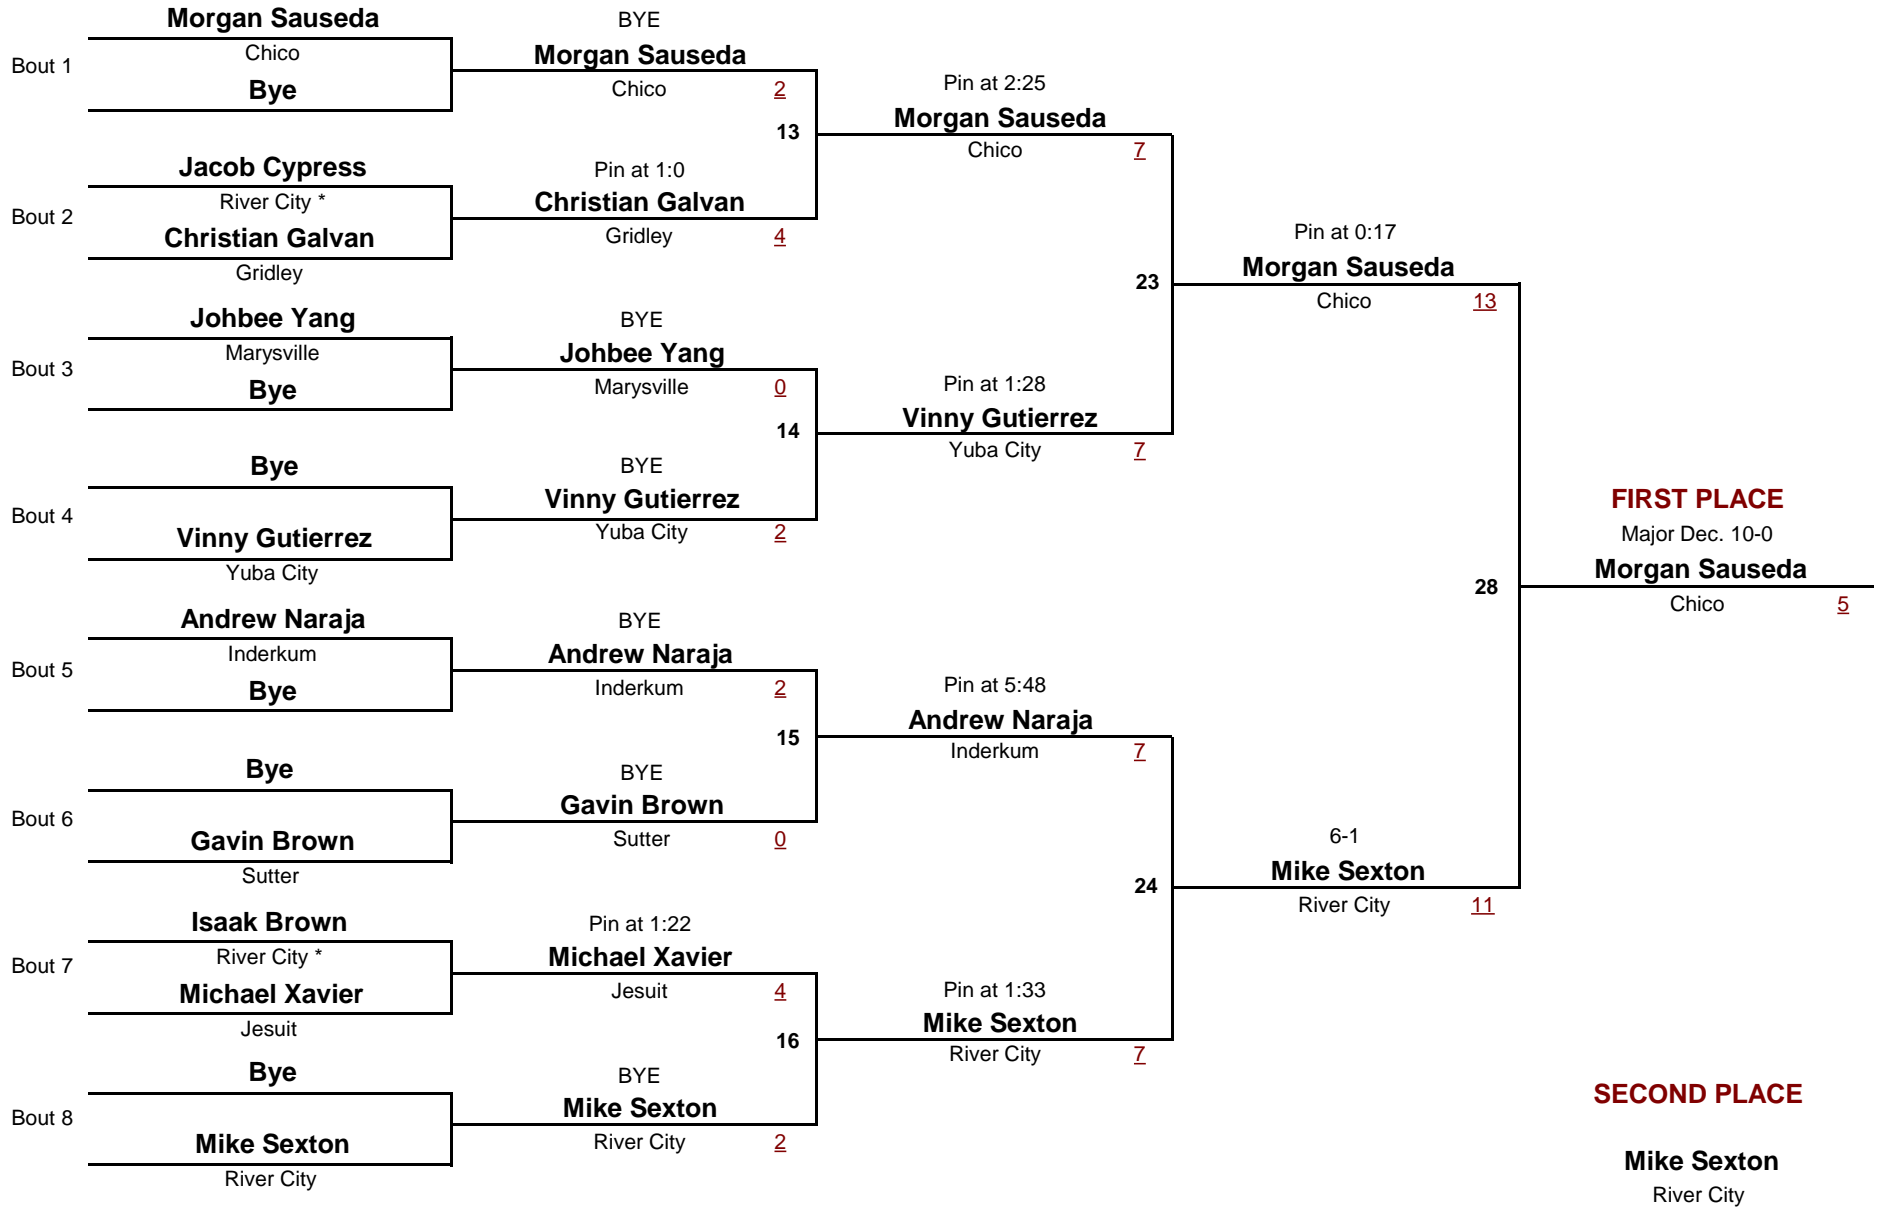 Bout 1
Morgan Sauseda
Chico
Bye
Bout 2
Jacob Cypress
River City *
Christian Galvan
Gridley
Bout 3
Johbee Yang
Marysville
Bye
Bout 4
Bye
Vinny Gutierrez
Yuba City
Bout 5
Andrew Naraja
Inderkum
Bye
Bout 6
Bye
Gavin Brown
Sutter
Bout 7
Isaak Brown
River City *
Michael Xavier
Jesuit
Bout 8
Bye
Mike Sexton
River City
BYE
Morgan Sauseda
Chico 2
13
Pin at 1:0
Christian Galvan
Gridley 4
BYE
Johbee Yang
Marysville 0
14
BYE
Vinny Gutierrez
Yuba City 2
BYE
Andrew Naraja
Inderkum 2
15
BYE
Gavin Brown
Sutter 0
Pin at 1:22
Michael Xavier
Jesuit 4
16
BYE
Mike Sexton
River City 2
Pin at 2:25
Morgan Sauseda
Chico 7
23
Pin at 1:28
Vinny Gutierrez
Yuba City 7
Pin at 5:48
Andrew Naraja
Inderkum 7
24
Pin at 1:33
Mike Sexton
River City 7
Pin at 0:17
Morgan Sauseda
Chico 13
28
6-1
Mike Sexton
River City 11
FIRST PLACE
Major Dec. 10-0
Morgan Sauseda
Chico 5
SECOND PLACE
Mike Sexton
River City